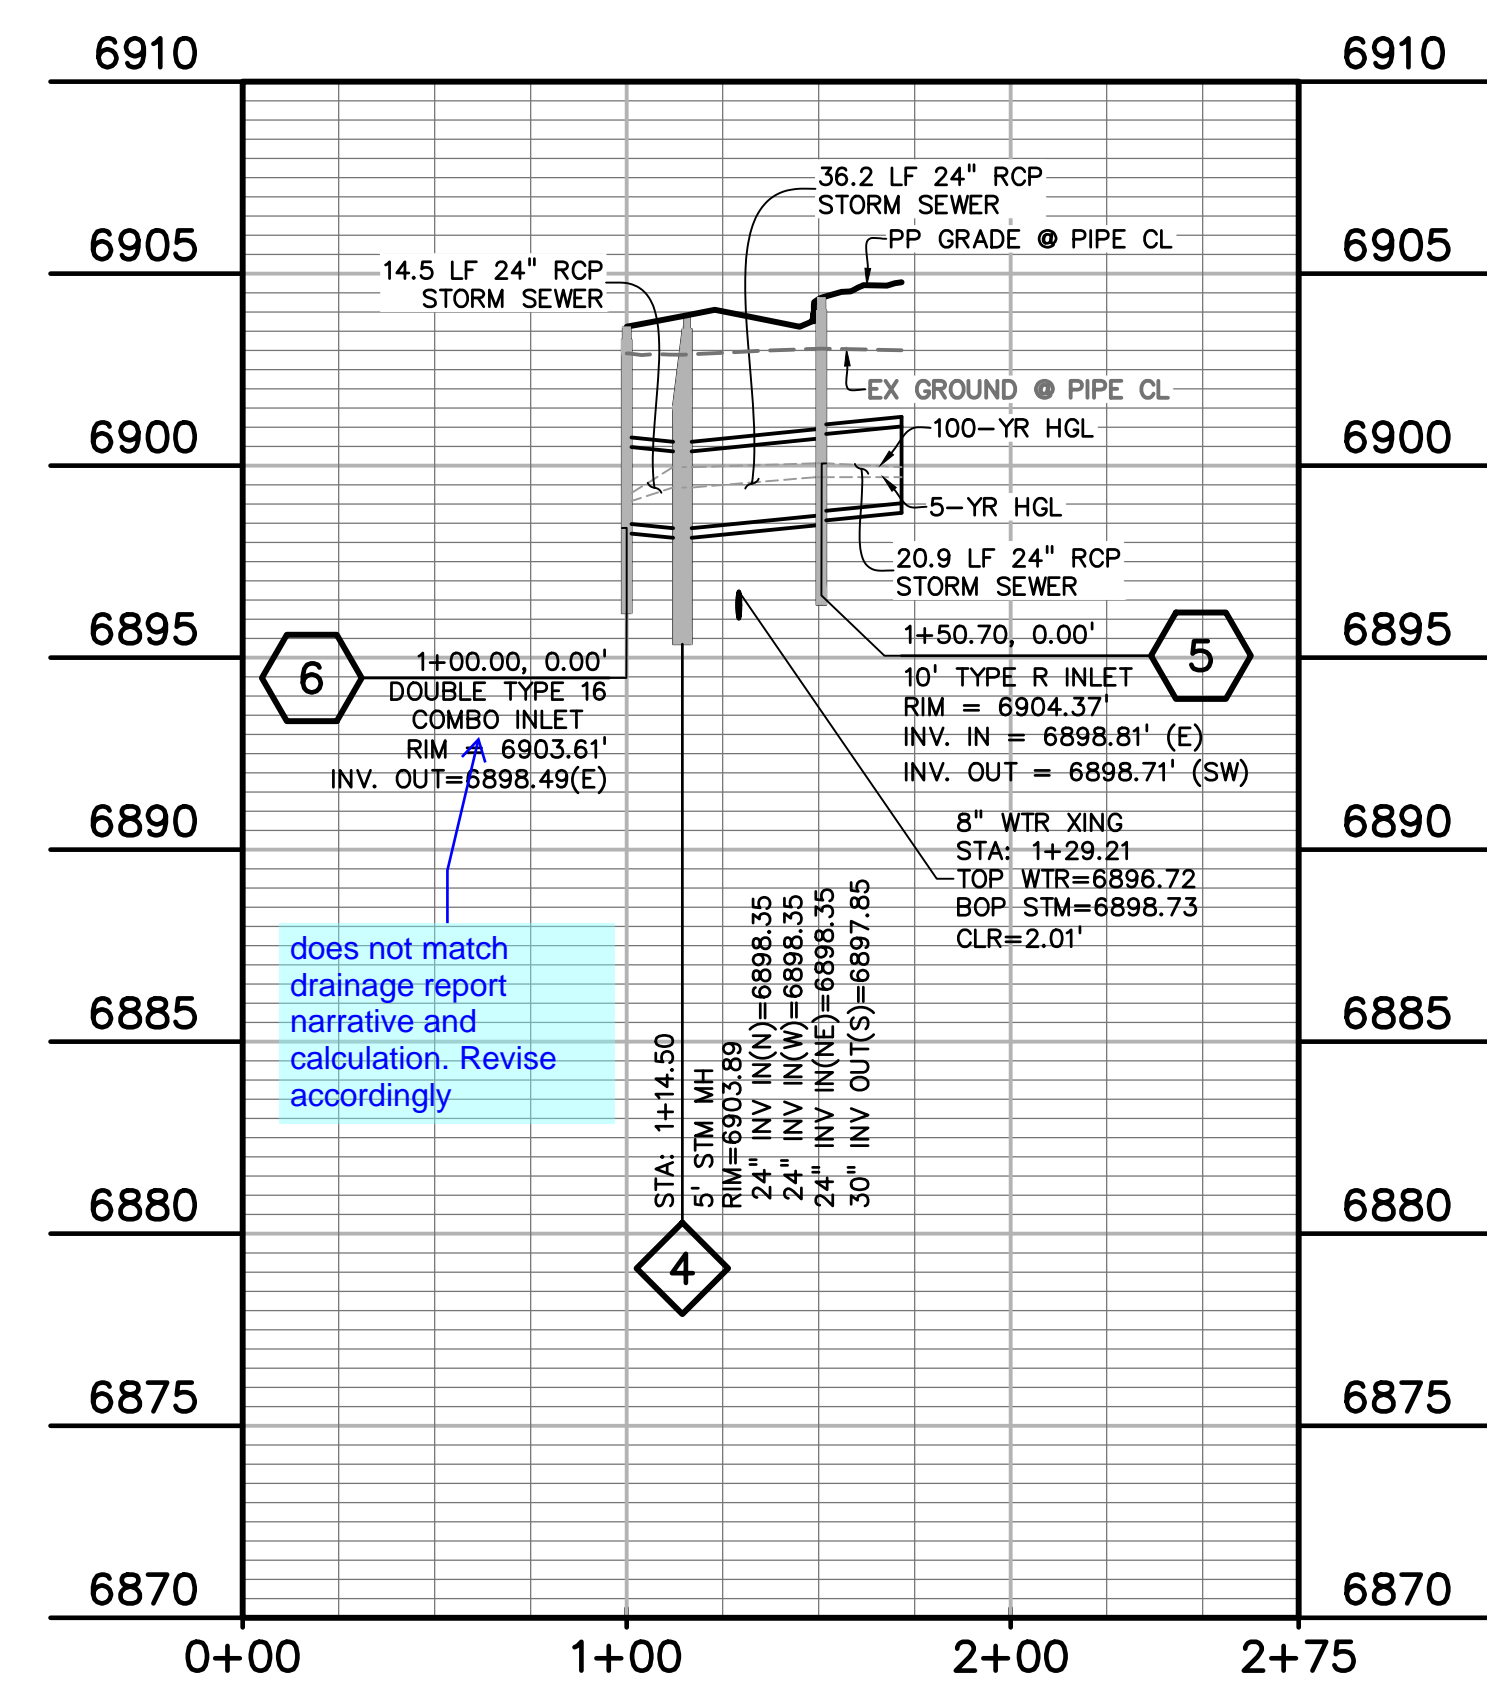 6910
6910
36.2 LF 24" RCP
STORM SEWER
PP GRADE @ PIPE CL
6905
6905
14.5 LF 24" RCP
STORM SEWER
EX GROUND @ PIPE CL
100-YR HGL
6900
6900
5-YR HGL
20.9 LF 24" RCP
STORM SEWER
6895
6895
6
1+00.00, 0.00'
DOUBLE TYPE 16
COMBO INLET
RIM = 6903.61'
INV. OUT=6898.49(E)
1+50.70, 0.00'
5
10' TYPE R INLET
RIM = 6904.37'
INV. IN = 6898.81' (E)
INV. OUT = 6898.71' (SW)
6890
6890
8" WTR XING
STA: 1+29.21
TOP WTR=6896.72
BOP STM=6898.73
CLR=2.01'
does not match
drainage report
narrative and
calculation. Revise
accordingly
6885
6885
STA: 1+14.50
5' STM MH
RIM=6903.89
24" INV IN(N)=6898.35
24" INV IN(W)=6898.35
24" INV IN(NE)=6898.35
30" INV OUT(S)=6897.85
6880
6880
4
6875
6875
6870
6870
0+00
1+00
2+00
2+75